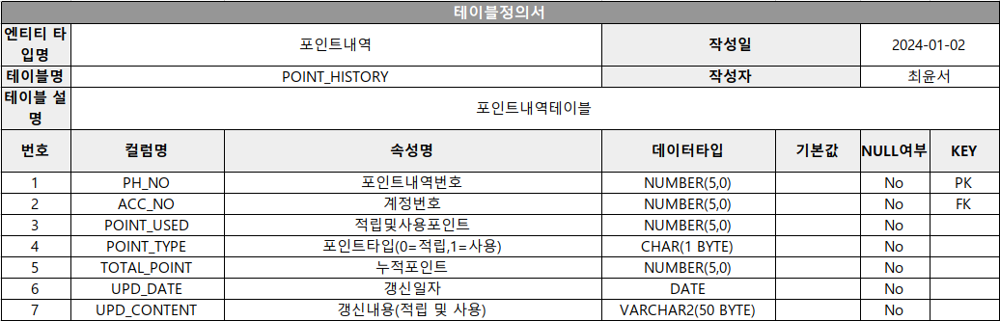 테이블정의서
엔티티 타입명 포인트내역 작성일 2024-01-02
테이블명 POINT_HISTORY 작성자 최윤서
테이블 설명 포인트내역테이블
번호 컬럼명 속성명 데이터타입 기본값 NULL여부 KEY
1 PH_NO 포인트내역번호 NUMBER(5,0) No PK
2 ACC_NO 계정번호 NUMBER(5,0) No FK
3 POINT_USED 적립및사용포인트 NUMBER(5,0) No
4 POINT_TYPE 포인트타입(0=적립,1=사용) CHAR(1 BYTE) No
5 TOTAL_POINT 누적포인트 NUMBER(5,0) No
6 UPD_DATE 갱신일자 DATE No
7 UPD_CONTENT 갱신내용(적립 및 사용) VARCHAR2(50 BYTE) No